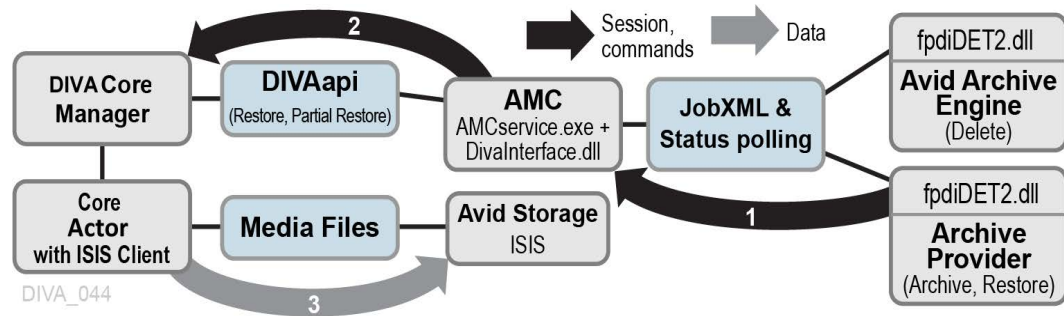 2
Session,
commands
Data
DIVA Core
Manager
DIVAapi
(Restore, Partial Restore)
AMC
AMCservice.exe +
DivaInterface.dll
JobXML &
Status polling
fpdiDET2.dll
Avid Archive
Engine
(Delete)
1
Core
Actor
with ISIS Client
Media Files
Avid Storage
ISIS
fpdiDET2.dll
Archive
Provider
(Archive, Restore)
3
DIVA_044